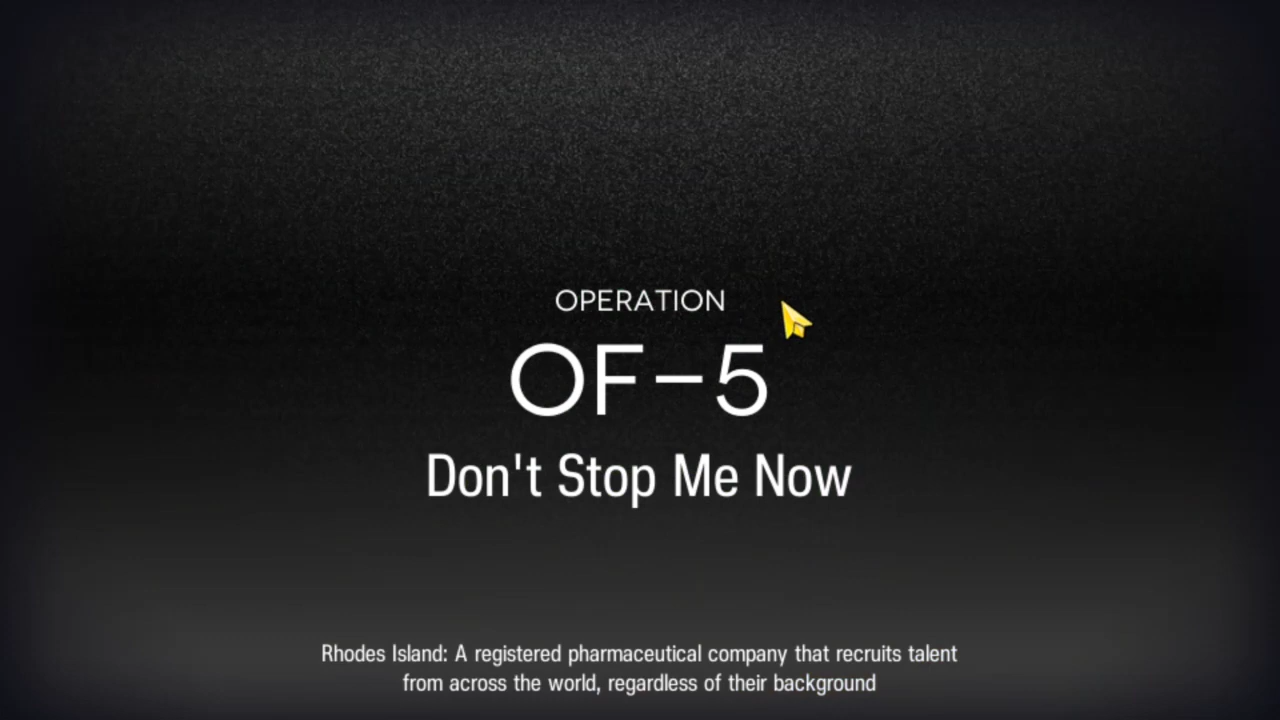 OPERATION
OF-5
Don't Stop Me Now
Rhodes Island: A registered pharmaceutical company that recruits talent
from across the world, regardless of their background